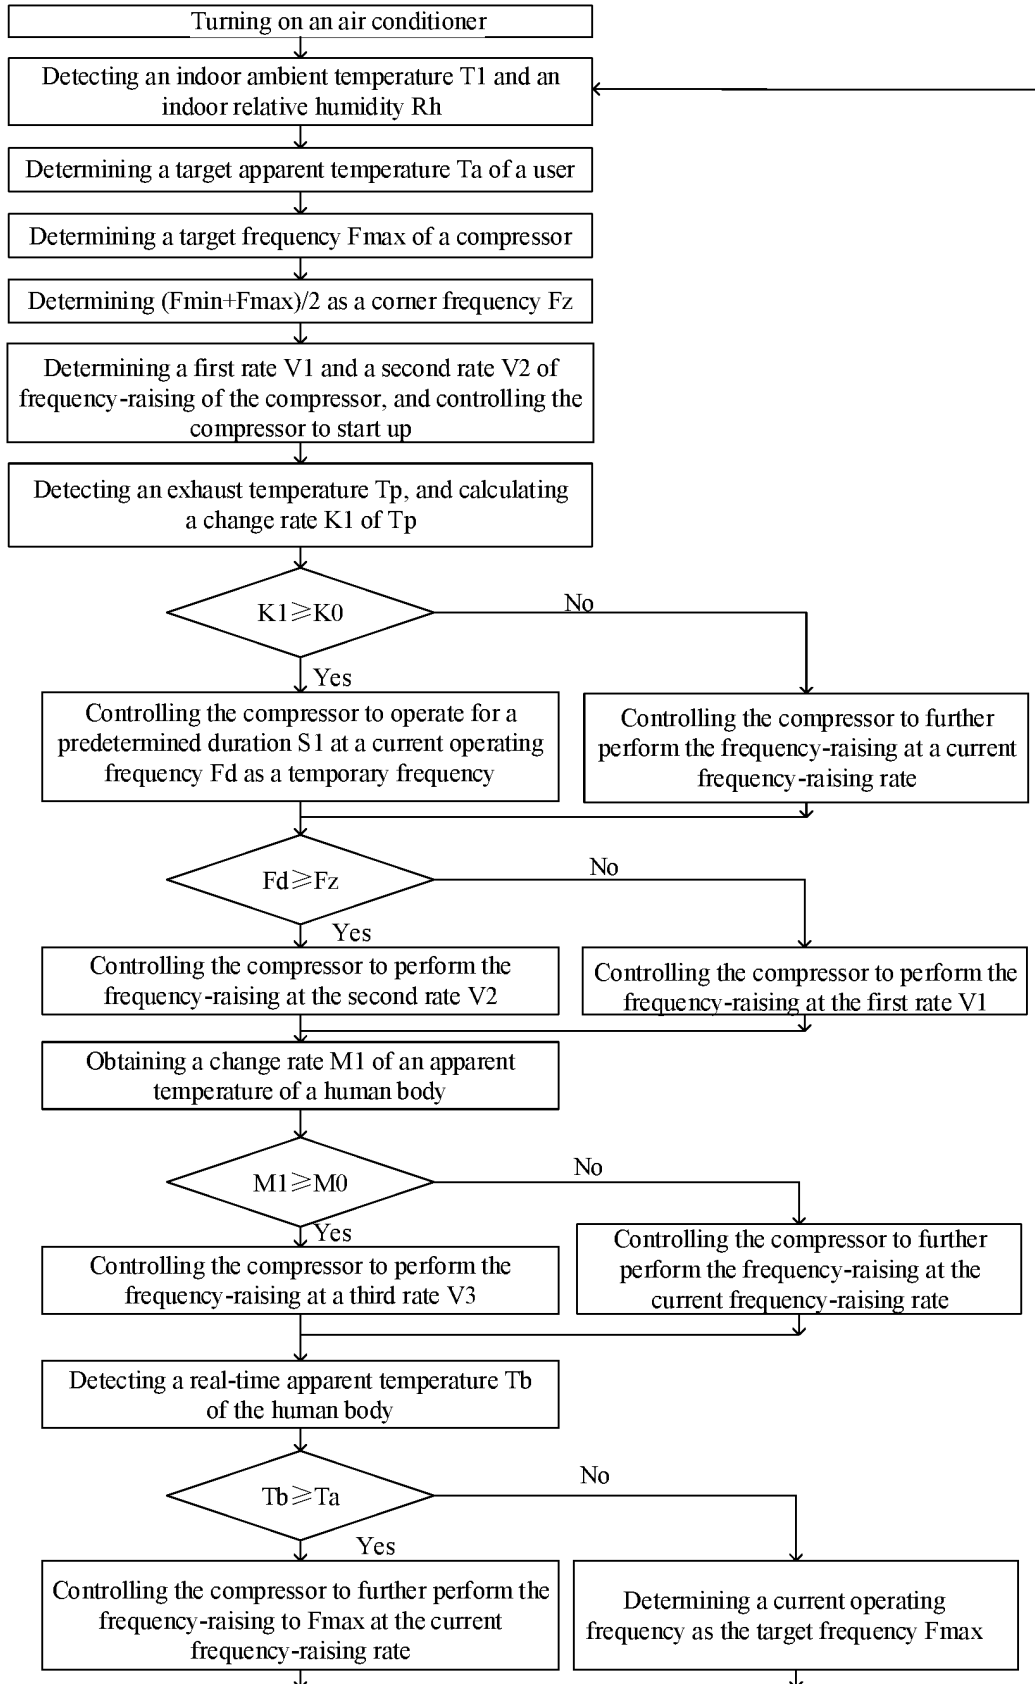 Turning on an air conditioner
Detecting an indoor ambient temperature T1 and an
indoor relative humidity Rh
Determining a target apparent temperature Ta of a user
Determining a target frequency Fmax of a compressor
Determining (Fmin+Fmax)/2 as a corner frequency Fz
Determining a first rate V1 and a second rate V2 of
frequency-raising of the compressor, and controlling the
compressor to start up
Detecting an exhaust temperature Tp, and calculating
a change rate K1 of Tp
K1≥K0
No
Yes
Controlling the compressor to operate for a
predetermined duration S1 at a current operating
frequency Fd as a temporary frequency
Controlling the compressor to further
perform the frequency-raising at a current
frequency-raising rate
Fd≥Fz
No
Yes
Controlling the compressor to perform the
frequency-raising at the second rate V2
Controlling the compressor to perform the
frequency-raising at the first rate V1
Obtaining a change rate M1 of an apparent
temperature of a human body
M1≥M0
No
Yes
Controlling the compressor to perform the
frequency-raising at a third rate V3
Controlling the compressor to further
perform the frequency-raising at the
current frequency-raising rate
Detecting a real-time apparent temperature Tb
of the human body
Tb≥Ta
No
Yes
Controlling the compressor to further perform the
frequency-raising to Fmax at the current
frequency-raising rate
Determining a current operating
frequency as the target frequency Fmax